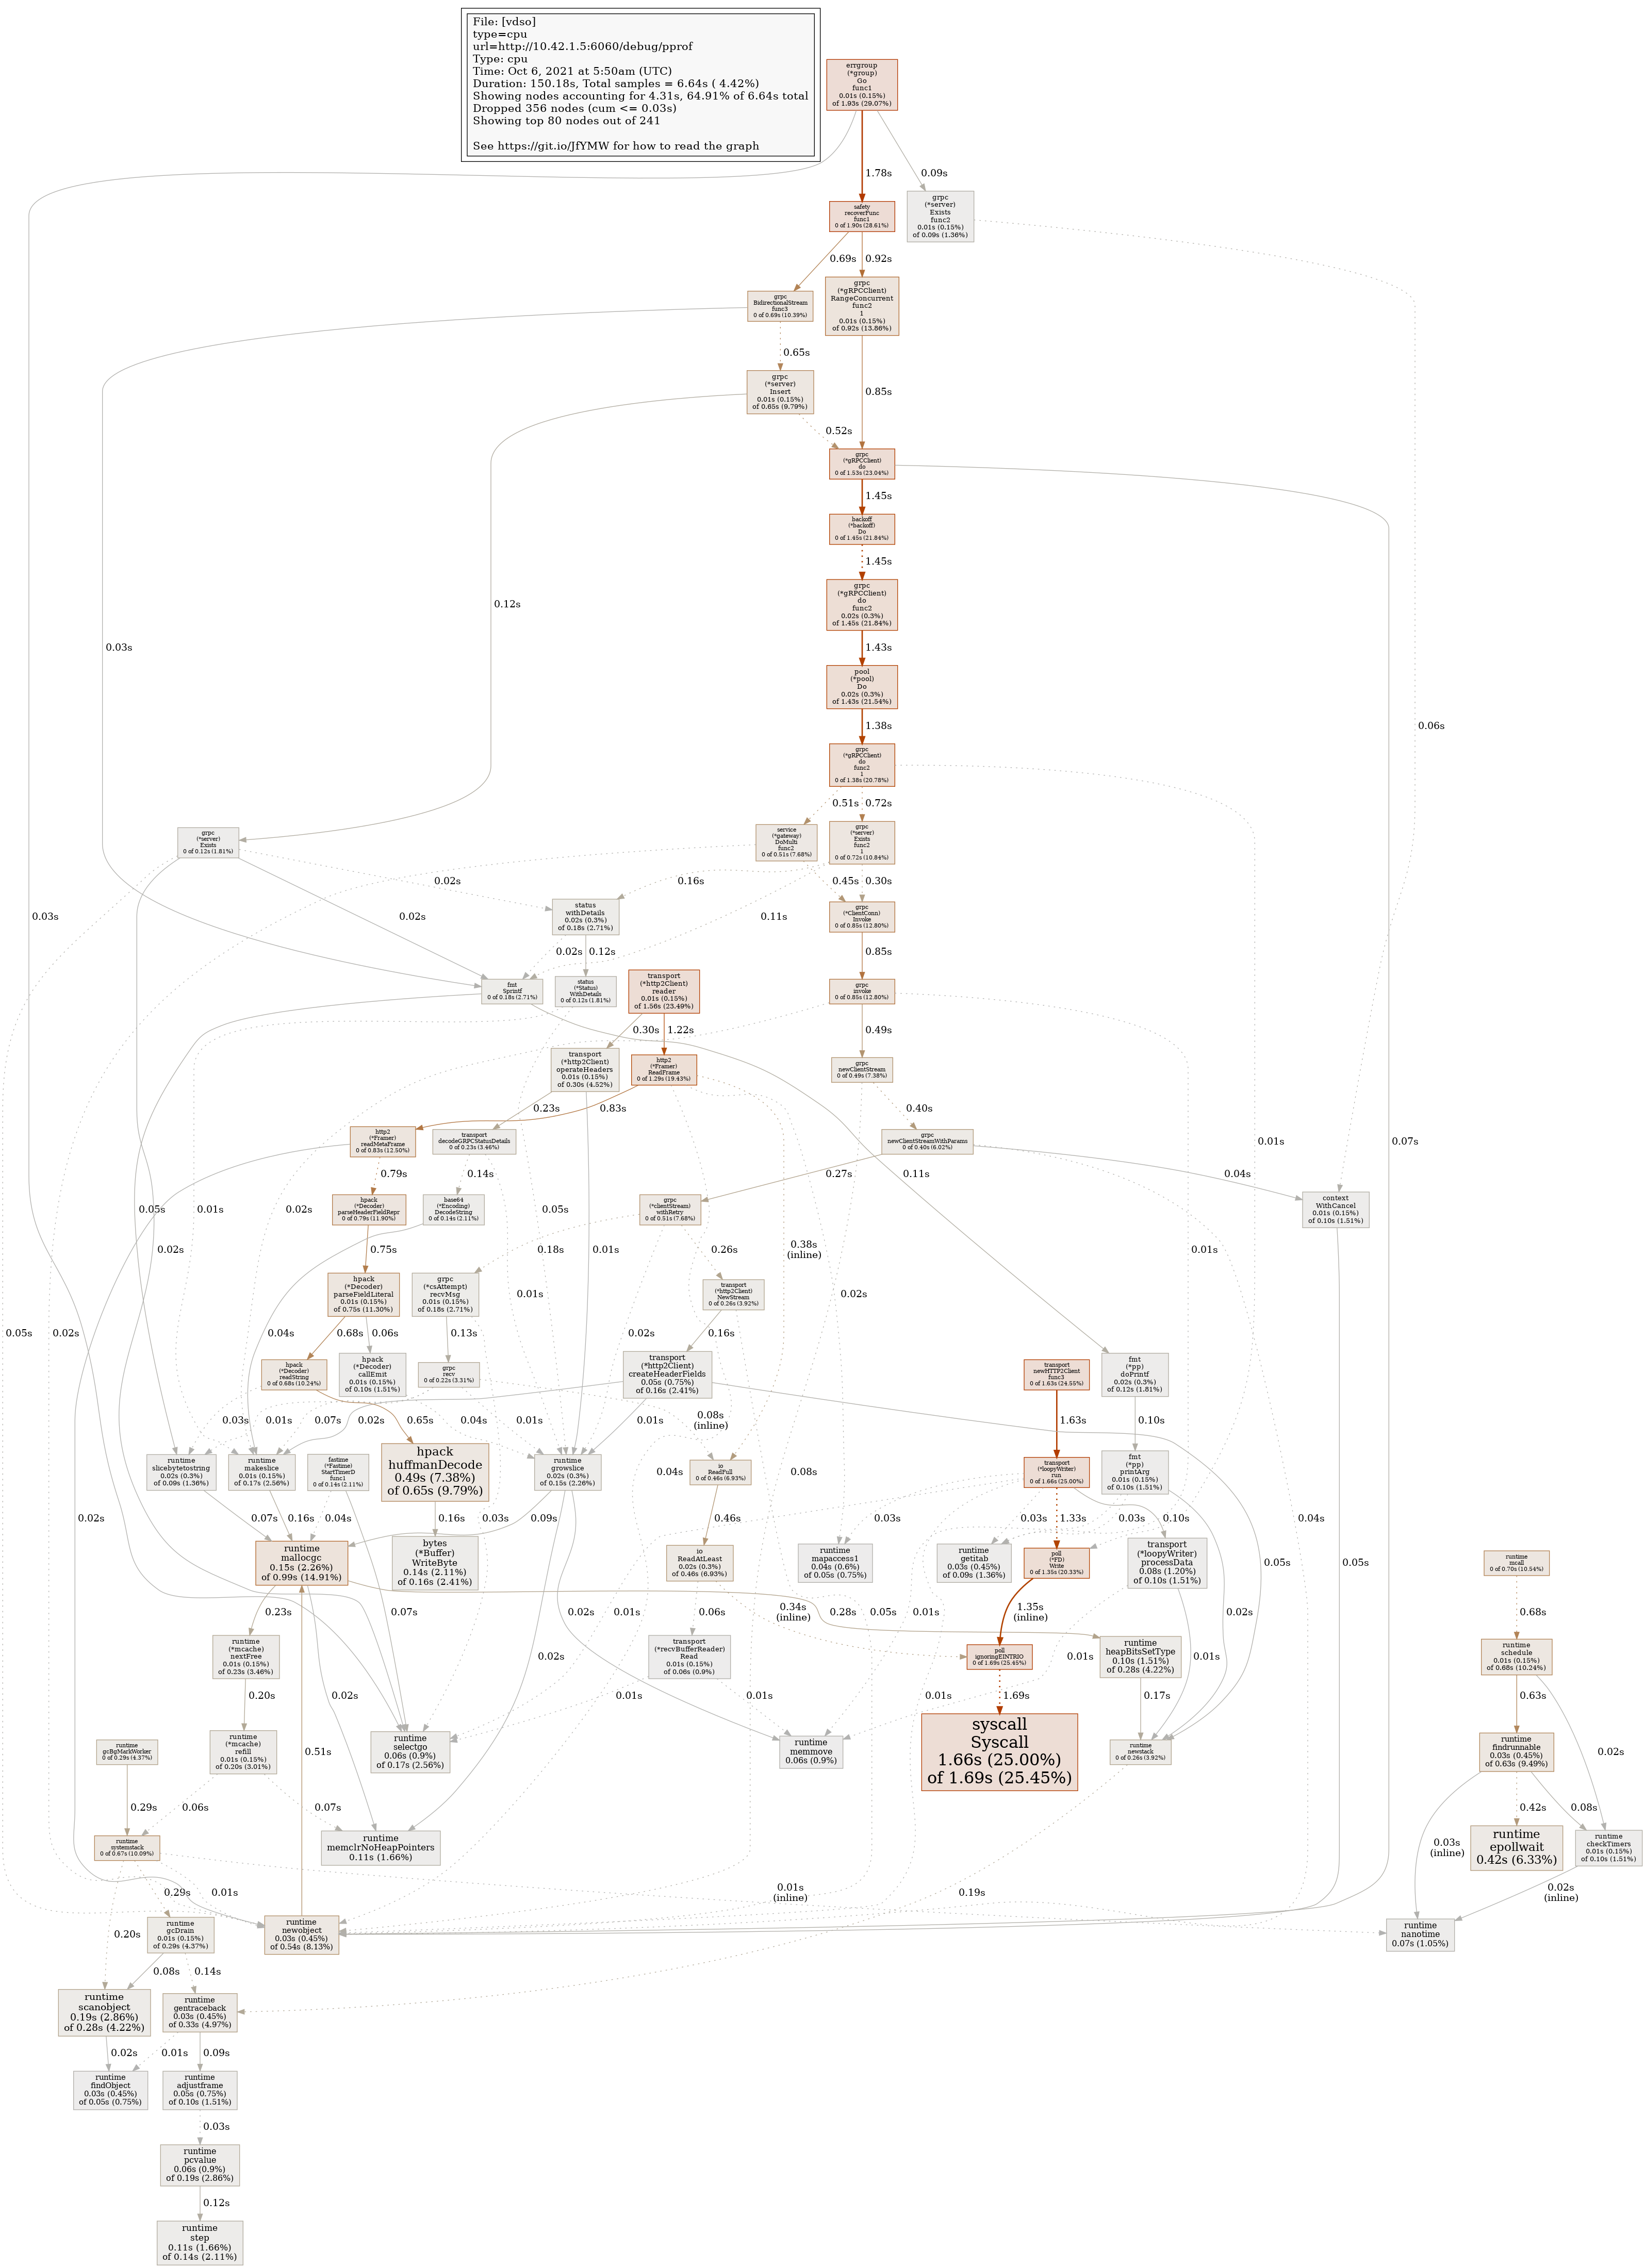 File: [vdso]
type=cpu
url=http://10.42.1.5:6060/debug/pprof
Type: cpu
Time: Oct 6, 2021 at 5:50am (UTC)
Duration: 150.18s, Total samples = 6.64s ( 4.42%)
Showing nodes accounting for 4.31s, 64.91% of 6.64s total
Dropped 356 nodes (cum <= 0.03s)
Showing top 80 nodes out of 241
See https://git.io/JfYMW for how to read the graph
errgroup
(*group)
Go
func1
0.01s (0.15%)
of 1.93s (29.07%)
1.78s
0.09s
safety
recoverFunc
func1
0 of 1.90s (28.61%)
grpc
(*server)
Exists
func2
0.01s (0.15%)
of 0.09s (1.36%)
0.69s
0.92s
grpc
BidirectionalStream
func3
0 of 0.69s (10.39%)
grpc
(*gRPCClient)
RangeConcurrent
func2
1
0.01s (0.15%)
of 0.92s (13.86%)
0.65s
grpc
(*server)
Insert
0.01s (0.15%)
of 0.65s (9.79%)
0.85s
0.52s
grpc
(*gRPCClient)
do
0 of 1.53s (23.04%)
1.45s
backoff
(*backoff)
Do
0 of 1.45s (21.84%)
1.45s
grpc
(*gRPCClient)
do
func2
0.02s (0.3%)
of 1.45s (21.84%)
0.12s
0.03s
1.43s
pool
(*pool)
Do
0.02s (0.3%)
of 1.43s (21.54%)
0.06s
1.38s
grpc
(*gRPCClient)
do
func2
1
0 of 1.38s (20.78%)
0.51s
0.72s
grpc
(*server)
Exists
0 of 0.12s (1.81%)
service
(*gateway)
DoMulti
func2
0 of 0.51s (7.68%)
grpc
(*server)
Exists
func2
1
0 of 0.72s (10.84%)
0.02s
0.16s
0.45s
0.30s
0.03s
0.02s
0.11s
status
withDetails
0.02s (0.3%)
of 0.18s (2.71%)
grpc
(*ClientConn)
Invoke
0 of 0.85s (12.80%)
0.02s
0.12s
0.85s
fmt
Sprintf
0 of 0.18s (2.71%)
status
(*Status)
WithDetails
0 of 0.12s (1.81%)
transport
(*http2Client)
reader
0.01s (0.15%)
of 1.56s (23.49%)
grpc
invoke
0 of 0.85s (12.80%)
0.30s
1.22s
0.49s
transport
(*http2Client)
operateHeaders
0.01s (0.15%)
of 0.30s (4.52%)
http2
(*Framer)
ReadFrame
0 of 1.29s (19.43%)
grpc
newClientStream
0 of 0.49s (7.38%)
0.23s
0.83s
0.40s
0.01s
0.07s
http2
(*Framer)
readMetaFrame
0 of 0.83s (12.50%)
transport
decodeGRPCStatusDetails
0 of 0.23s (3.46%)
grpc
newClientStreamWithParams
0 of 0.40s (6.02%)
0.79s
0.14s
0.11s
0.27s
0.04s
hpack
(*Decoder)
parseHeaderFieldRepr
0 of 0.79s (11.90%)
base64
(*Encoding)
DecodeString
0 of 0.14s (2.11%)
grpc
(*clientStream)
withRetry
0 of 0.51s (7.68%)
context
WithCancel
0.01s (0.15%)
of 0.10s (1.51%)
0.05s
0.01s
0.02s
0.05s
0.02s
0.75s
0.01s
0.18s
0.26s
0.38s
(inline)
0.01s
hpack
(*Decoder)
parseFieldLiteral
0.01s (0.15%)
of 0.75s (11.30%)
grpc
(*csAttempt)
recvMsg
0.01s (0.15%)
of 0.18s (2.71%)
transport
(*http2Client)
NewStream
0 of 0.26s (3.92%)
0.01s
0.02s
0.05s
0.02s
0.04s
0.68s
0.06s
0.13s
0.02s
0.16s
hpack
(*Decoder)
readString
0 of 0.68s (10.24%)
hpack
(*Decoder)
callEmit
0.01s (0.15%)
of 0.10s (1.51%)
grpc
recv
0 of 0.22s (3.31%)
transport
(*http2Client)
createHeaderFields
0.05s (0.75%)
of 0.16s (2.41%)
transport
newHTTP2Client
func3
0 of 1.63s (24.55%)
fmt
(*pp)
doPrintf
0.02s (0.3%)
of 0.12s (1.81%)
0.03s
0.01s
0.07s
0.02s
0.65s
0.04s
0.01s
0.01s
0.08s
(inline)
1.63s
0.10s
runtime
slicebytetostring
0.02s (0.3%)
of 0.09s (1.36%)
runtime
makeslice
0.01s (0.15%)
of 0.17s (2.56%)
fastime
(*Fastime)
StartTimerD
func1
0 of 0.14s (2.11%)
hpack
huffmanDecode
0.49s (7.38%)
of 0.65s (9.79%)
runtime
growslice
0.02s (0.3%)
of 0.15s (2.26%)
io
ReadFull
0 of 0.46s (6.93%)
transport
(*loopyWriter)
run
0 of 1.66s (25.00%)
fmt
(*pp)
printArg
0.01s (0.15%)
of 0.10s (1.51%)
0.04s
0.08s
0.02s
0.07s
0.16s
0.04s
0.16s
0.03s
0.09s
0.46s
0.03s
0.03s
1.33s
0.03s
0.10s
0.05s
0.04s
0.05s
runtime
mallocgc
0.15s (2.26%)
of 0.99s (14.91%)
bytes
(*Buffer)
WriteByte
0.14s (2.11%)
of 0.16s (2.41%)
io
ReadAtLeast
0.02s (0.3%)
of 0.46s (6.93%)
runtime
mapaccess1
0.04s (0.6%)
of 0.05s (0.75%)
runtime
getitab
0.03s (0.45%)
of 0.09s (1.36%)
poll
(*FD)
Write
0 of 1.35s (20.33%)
transport
(*loopyWriter)
processData
0.08s (1.20%)
of 0.10s (1.51%)
runtime
mcall
0 of 0.70s (10.54%)
0.23s
0.07s
0.02s
0.01s
0.06s
0.34s
(inline)
0.05s
0.28s
0.01s
1.35s
(inline)
0.02s
0.68s
runtime
(*mcache)
nextFree
0.01s (0.15%)
of 0.23s (3.46%)
transport
(*recvBufferReader)
Read
0.01s (0.15%)
of 0.06s (0.9%)
poll
ignoringEINTRIO
0 of 1.69s (25.45%)
runtime
heapBitsSetType
0.10s (1.51%)
of 0.28s (4.22%)
runtime
schedule
0.01s (0.15%)
of 0.68s (10.24%)
0.20s
0.02s
0.02s
0.01s
0.01s
0.01s
1.69s
0.01s
0.17s
0.01s
0.63s
runtime
gcBgMarkWorker
0 of 0.29s (4.37%)
runtime
(*mcache)
refill
0.01s (0.15%)
of 0.20s (3.01%)
0.51s
runtime
selectgo
0.06s (0.9%)
of 0.17s (2.56%)
runtime
memmove
0.06s (0.9%)
syscall
Syscall
1.66s (25.00%)
of 1.69s (25.45%)
runtime
newstack
0 of 0.26s (3.92%)
runtime
findrunnable
0.03s (0.45%)
of 0.63s (9.49%)
0.02s
0.29s
0.06s
0.07s
0.42s
0.08s
runtime
systemstack
0 of 0.67s (10.09%)
runtime
memclrNoHeapPointers
0.11s (1.66%)
0.03s
(inline)
runtime
epollwait
0.42s (6.33%)
runtime
checkTimers
0.01s (0.15%)
of 0.10s (1.51%)
0.20s
0.29s
0.01s
0.01s
(inline)
0.19s
0.02s
(inline)
runtime
gcDrain
0.01s (0.15%)
of 0.29s (4.37%)
runtime
newobject
0.03s (0.45%)
of 0.54s (8.13%)
runtime
nanotime
0.07s (1.05%)
0.08s
0.14s
runtime
scanobject
0.19s (2.86%)
of 0.28s (4.22%)
runtime
gentraceback
0.03s (0.45%)
of 0.33s (4.97%)
0.02s
0.01s
0.09s
runtime
findObject
0.03s (0.45%)
of 0.05s (0.75%)
runtime
adjustframe
0.05s (0.75%)
of 0.10s (1.51%)
0.03s
runtime
pcvalue
0.06s (0.9%)
of 0.19s (2.86%)
0.12s
runtime
step
0.11s (1.66%)
of 0.14s (2.11%)